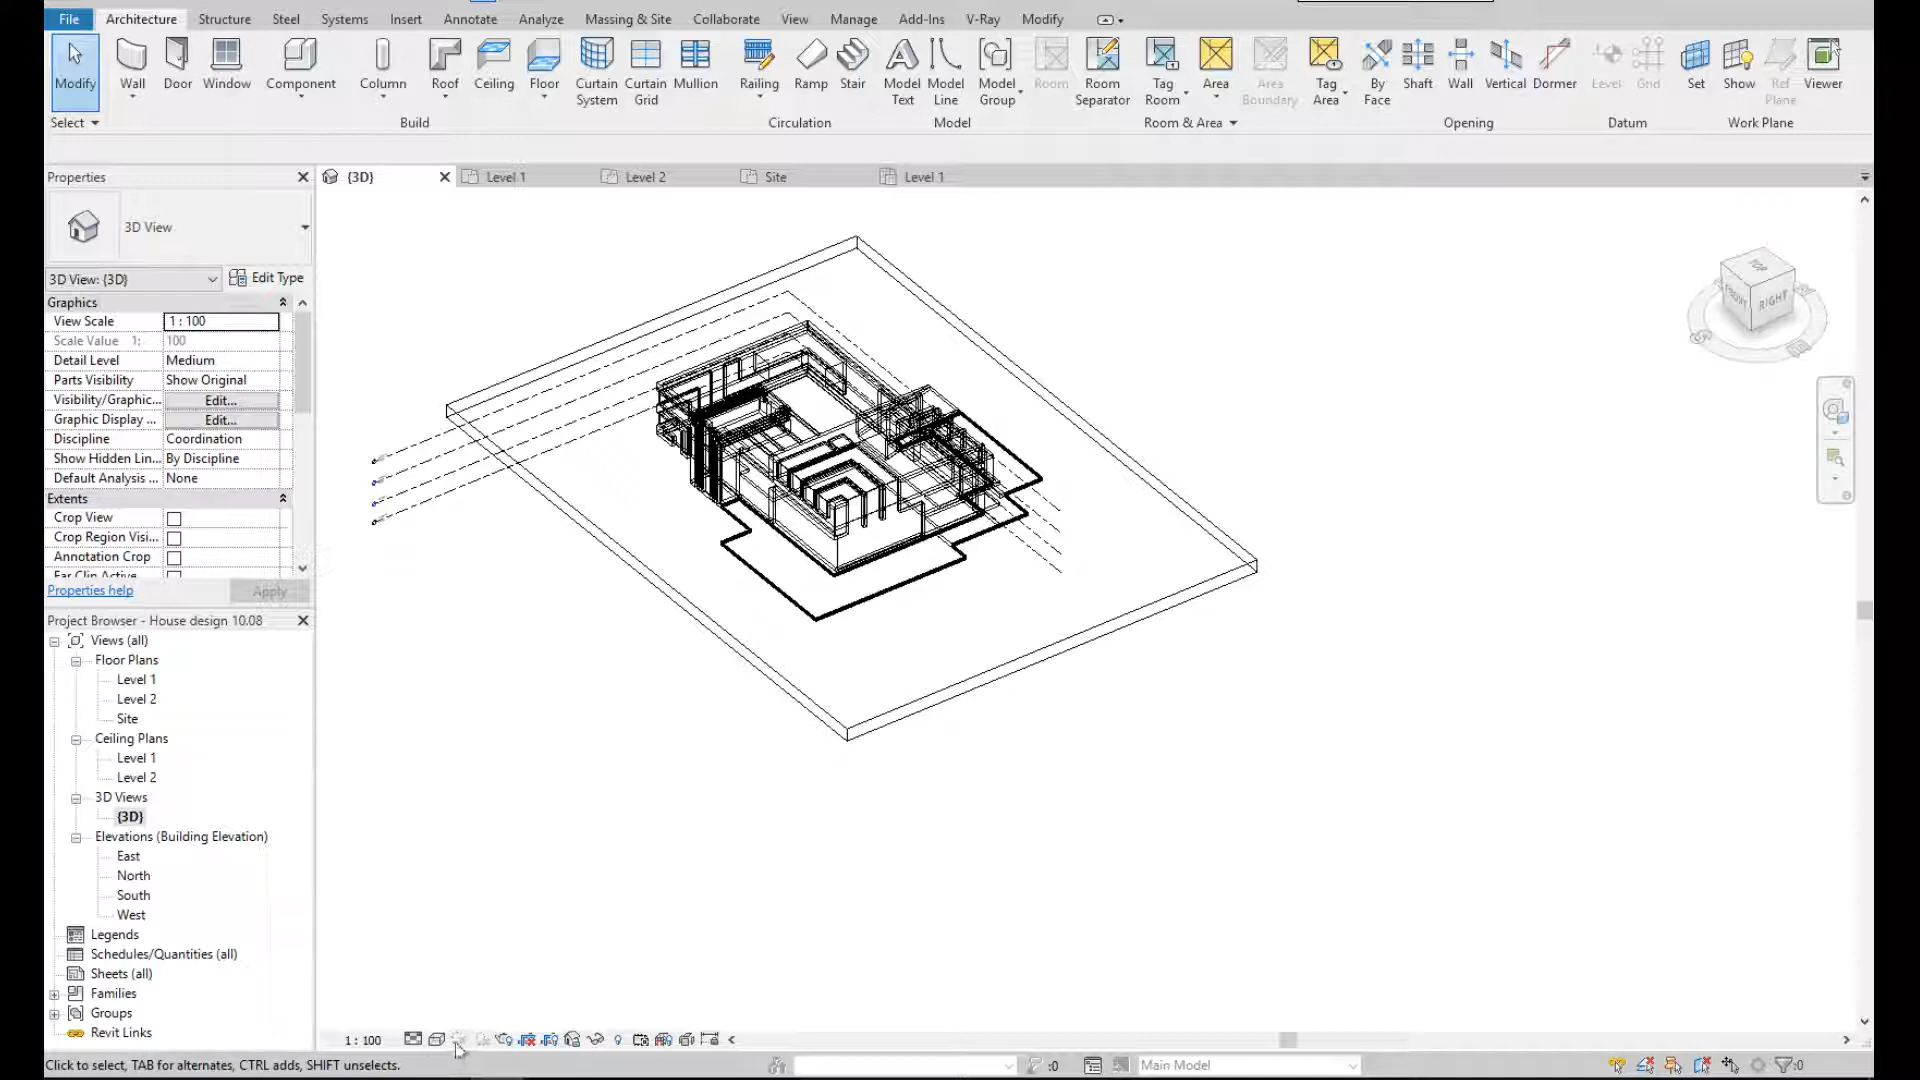 File Architecture Structure Steel Systems Insert Annotate Analyze Massing & Site Collaborate View Manage Add-Ins V-Ray Modify
Modify Wall Door Window Component Column Roof Ceiling Floor Curtain System Curtain Grid Mullion Railing Ramp Stair Model Text Model Line Model Group Room Room Separator Tag Room Area Area Boundary Tag Area By Face Shaft Wall Vertical Dormer Level Grid Set Show Ref Plane Viewer
Select Build Circulation Model Room & Area Opening Datum Work Plane
Properties {3D} Level 1 Level 2 Site Level 1
3D View
3D View: {3D} Edit Type
Graphics
View Scale 1 : 100
Scale Value 1: 100
Detail Level Medium
Parts Visibility Show Original
Visibility/Graphic... Edit...
Graphic Display ... Edit...
Discipline Coordination
Show Hidden Lin... By Discipline
Default Analysis ... None
Extents
Crop View
Crop Region Visi...
Annotation Crop
Far Clip Active
Properties help Apply
Project Browser - House design 10.08
Views (all)
Floor Plans
Level 1
Level 2
Site
Ceiling Plans
Level 1
Level 2
3D Views
{3D}
Elevations (Building Elevation)
East
North
South
West
Legends
Schedules/Quantities (all)
Sheets (all)
Families
Groups
Revit Links
TOP
FRONT RIGHT
1 : 100
Click to select, TAB for alternates, CTRL adds, SHIFT unselects. :0 Main Model :0